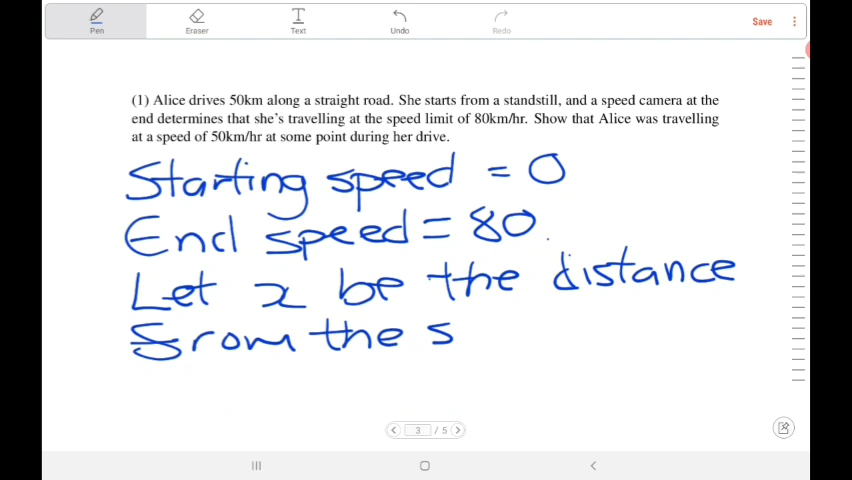 Pen
Eraser
Text
Undo
Redo
Save
(1) Alice drives 50km along a straight road. She starts from a standstill, and a speed camera at the
end determines that she's travelling at the speed limit of 80km/hr. Show that Alice was travelling
at a speed of 50km/hr at some point during her drive.
Starting speed = 0
End speed = 80
Let x be the distance
from the s
3 / 5